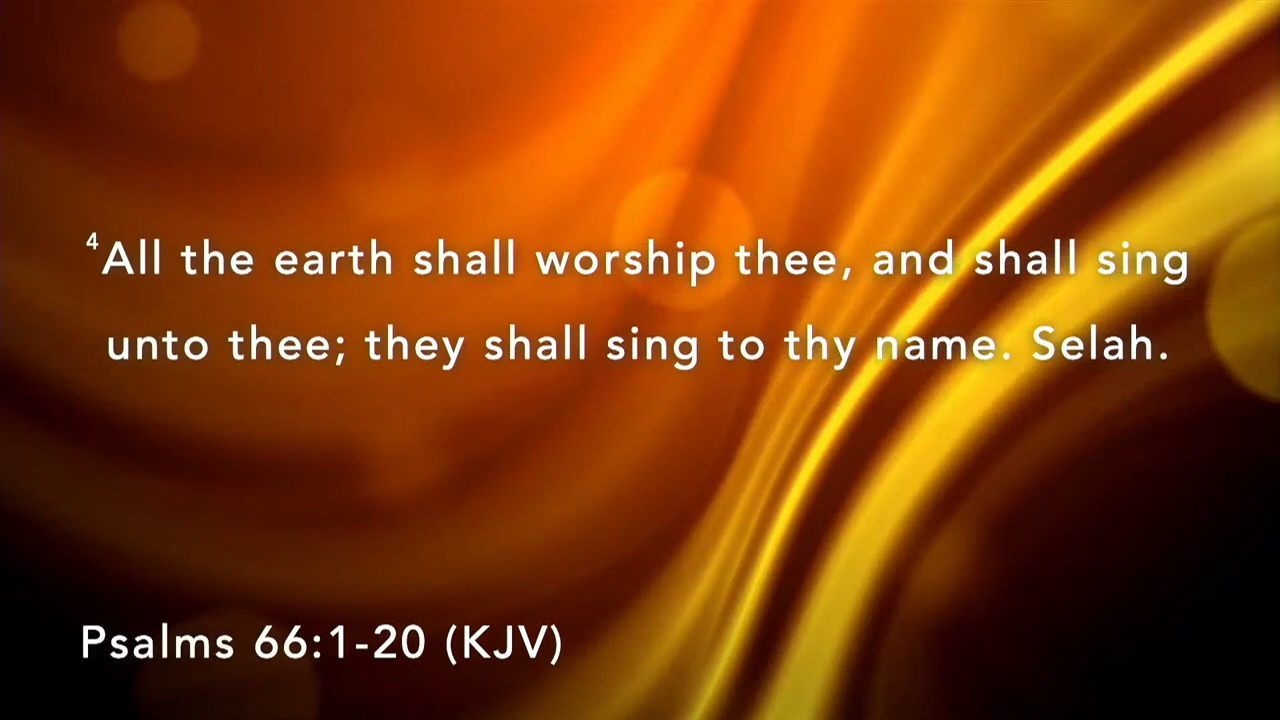 ⁴All the earth shall worship thee, and shall sing
unto thee; they shall sing to thy name. Selah.
Psalms 66:1-20 (KJV)